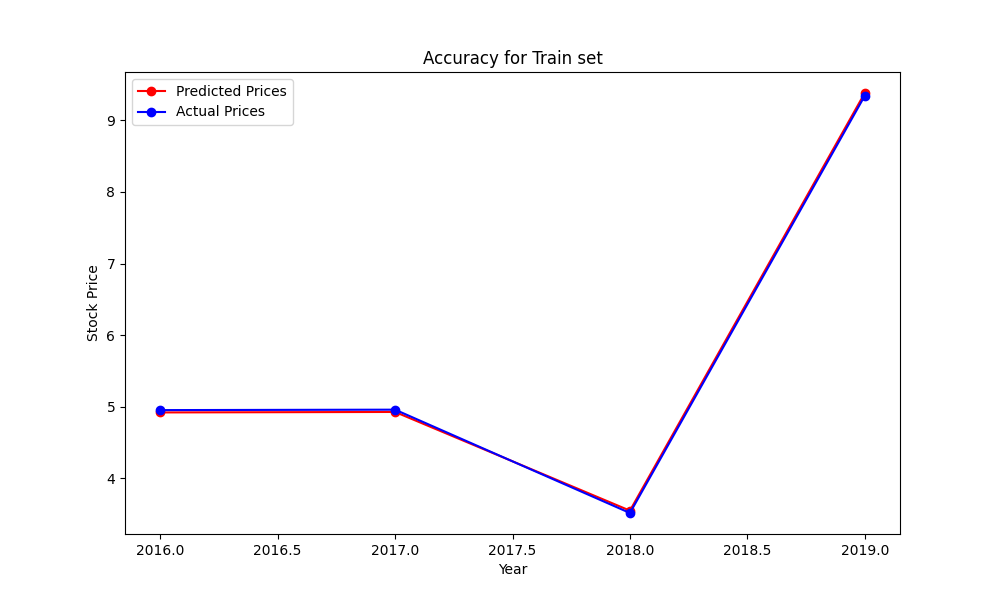 Accuracy for Train set
Predicted Prices
Actual Prices
Stock Price
9
8
7
6
5
4
2016.0 2016.5 2017.0 2017.5 2018.0 2018.5 2019.0
Year